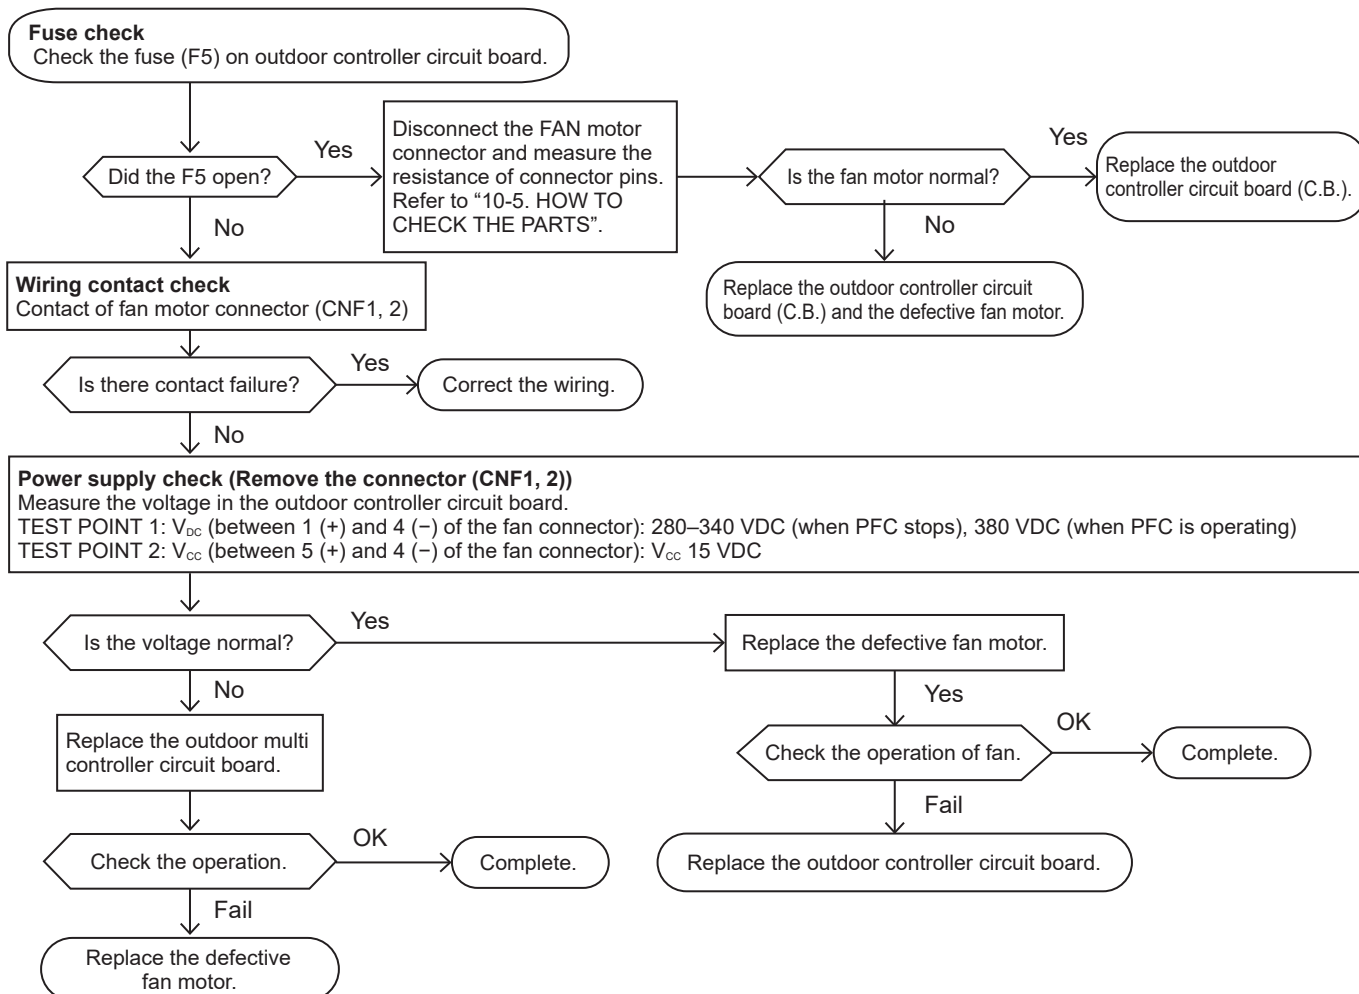 Fuse check
Check the fuse (F5) on outdoor controller circuit board.
Did the F5 open?
Yes
Disconnect the FAN motor
connector and measure the
resistance of connector pins.
Refer to “10-5. HOW TO
CHECK THE PARTS”.
Is the fan motor normal?
Yes
Replace the outdoor
controller circuit board (C.B.).
No
Replace the outdoor controller circuit
board (C.B.) and the defective fan motor.
No
Wiring contact check
Contact of fan motor connector (CNF1, 2)
Is there contact failure?
Yes
Correct the wiring.
No
Power supply check (Remove the connector (CNF1, 2))
Measure the voltage in the outdoor controller circuit board.
TEST POINT 1: VDC (between 1 (+) and 4 (−) of the fan connector): 280–340 VDC (when PFC stops), 380 VDC (when PFC is operating)
TEST POINT 2: VCC (between 5 (+) and 4 (−) of the fan connector): VCC 15 VDC
Is the voltage normal?
Yes
Replace the defective fan motor.
Yes
Check the operation of fan.
OK
Complete.
Fail
Replace the outdoor controller circuit board.
No
Replace the outdoor multi
controller circuit board.
Check the operation.
OK
Complete.
Fail
Replace the defective
fan motor.